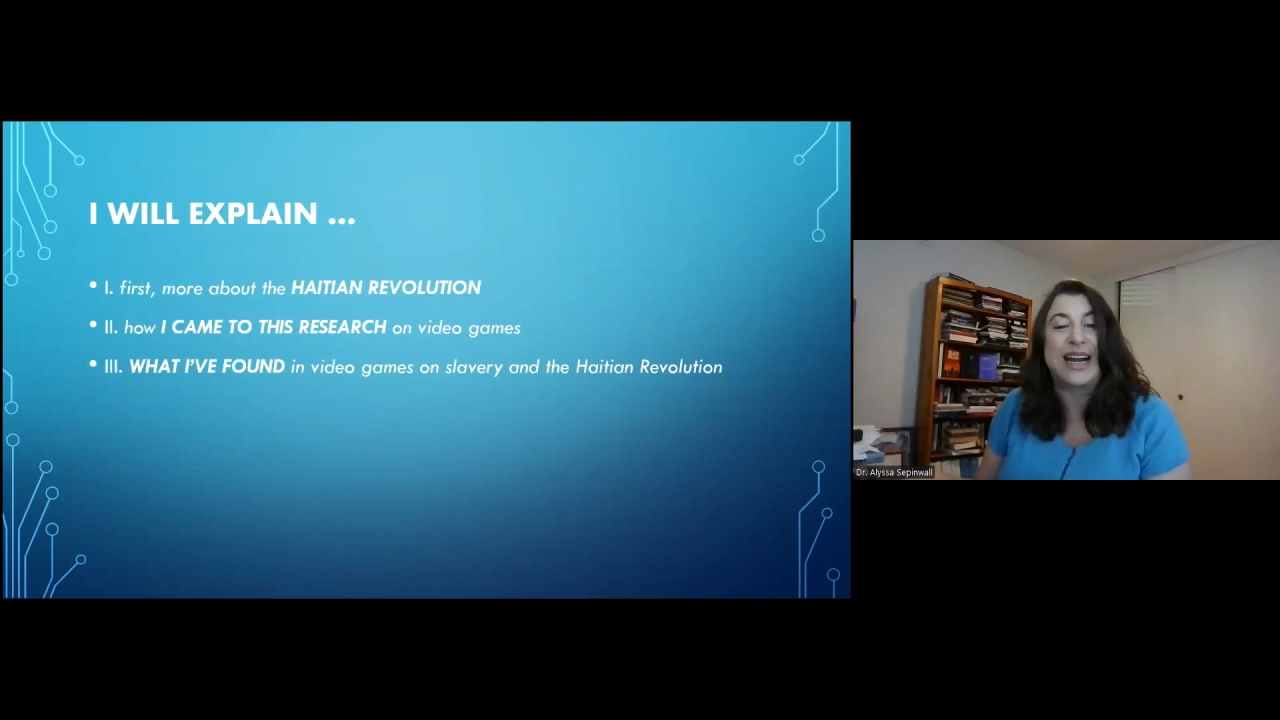 I WILL EXPLAIN ...
• I. first, more about the HAITIAN REVOLUTION
• II. how I CAME TO THIS RESEARCH on video games
• III. WHAT I'VE FOUND in video games on slavery and the Haitian Revolution
Dr. Alyssa Sepinwall